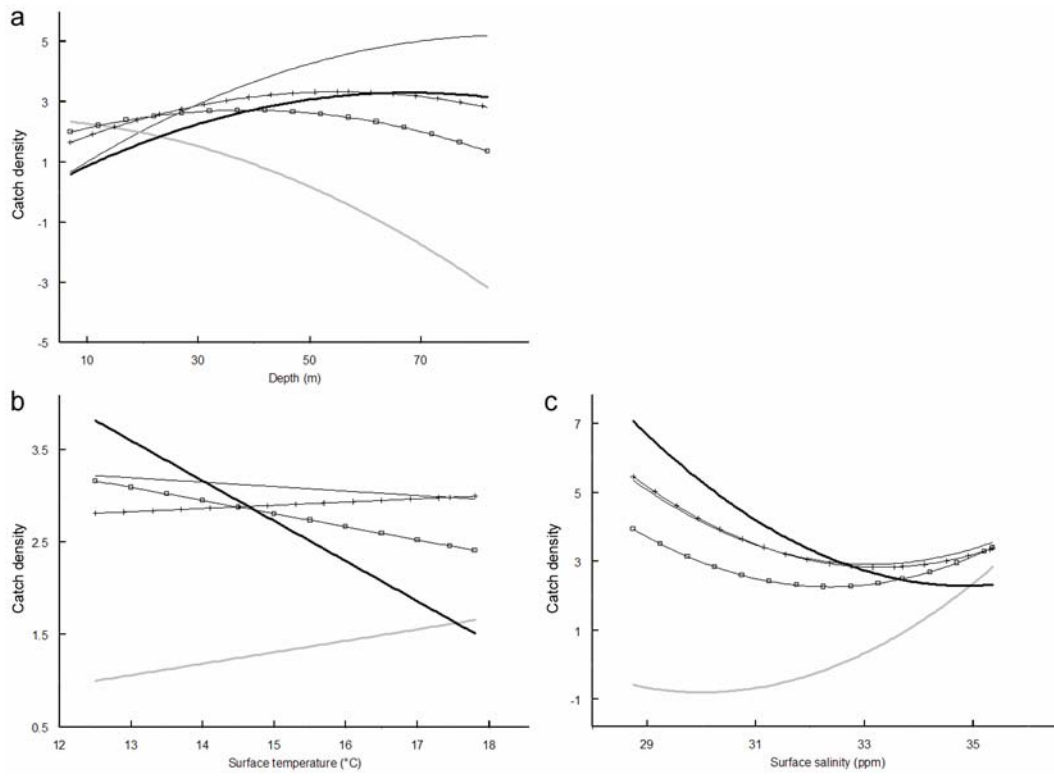 a
5
3
1
-1
-3
-5
Catch density
10 30 50 70
Depth (m)
b
3.5
2.5
1.5
0.5
Catch density
12 13 14 15 16 17 18
Surface temperature (°C)
c
7
5
3
1
-1
Catch density
29 31 33 35
Surface salinity (ppm)